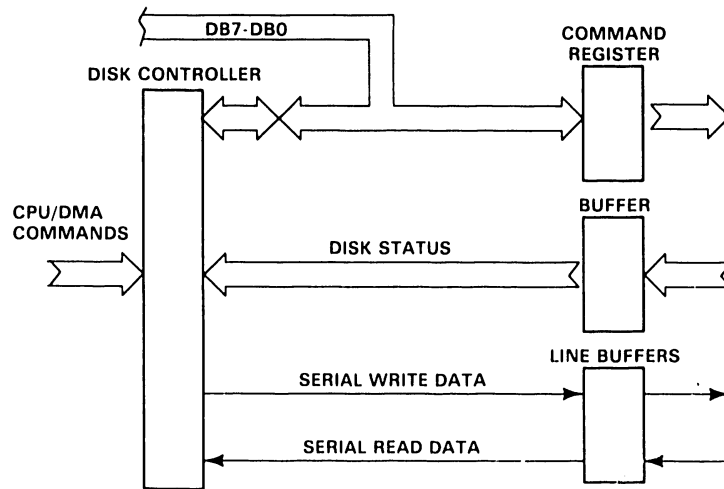 DB7-DB0
COMMAND
REGISTER
DISK CONTROLLER
CPU/DMA
COMMANDS
BUFFER
DISK STATUS
LINE BUFFERS
SERIAL WRITE DATA
SERIAL READ DATA